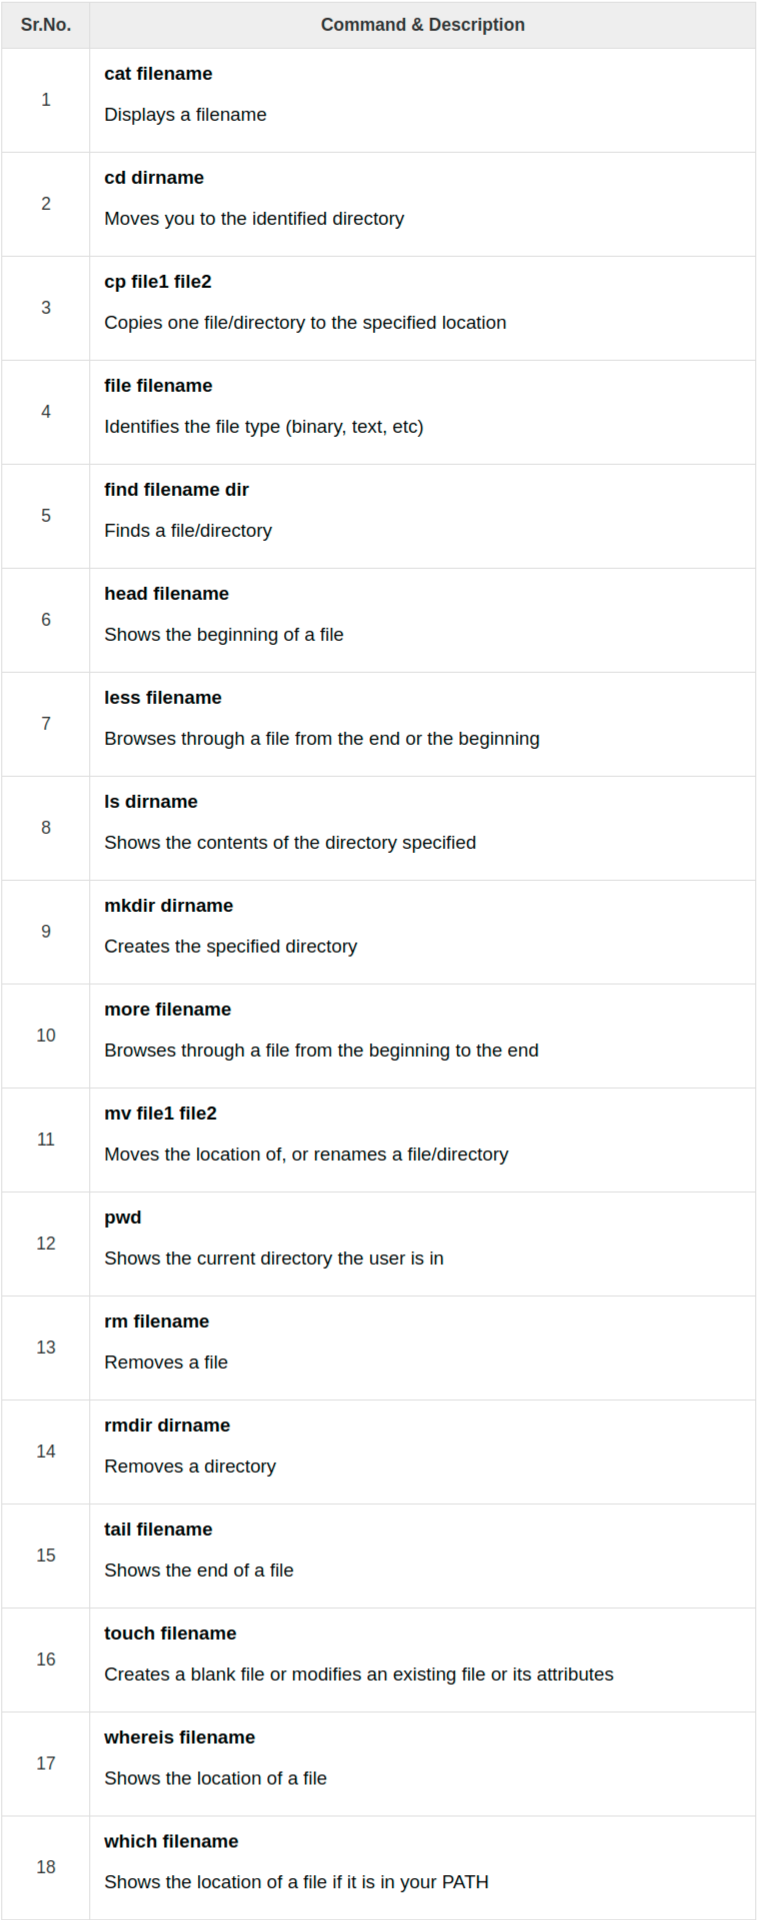 Sr.No. Command & Description
1
cat filename
Displays a filename
2
cd dirname
Moves you to the identified directory
3
cp file1 file2
Copies one file/directory to the specified location
4
file filename
Identifies the file type (binary, text, etc)
5
find filename dir
Finds a file/directory
6
head filename
Shows the beginning of a file
7
less filename
Browses through a file from the end or the beginning
8
ls dirname
Shows the contents of the directory specified
9
mkdir dirname
Creates the specified directory
10
more filename
Browses through a file from the beginning to the end
11
mv file1 file2
Moves the location of, or renames a file/directory
12
pwd
Shows the current directory the user is in
13
rm filename
Removes a file
14
rmdir dirname
Removes a directory
15
tail filename
Shows the end of a file
16
touch filename
Creates a blank file or modifies an existing file or its attributes
17
whereis filename
Shows the location of a file
18
which filename
Shows the location of a file if it is in your PATH